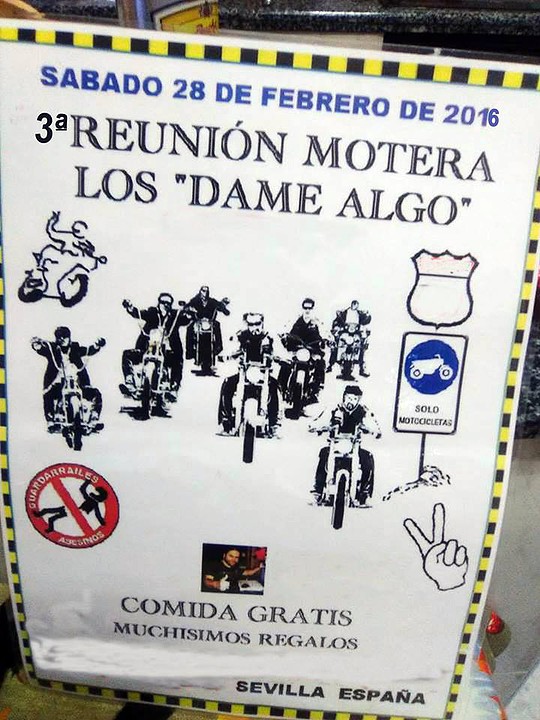 SABADO 28 DE FEBRERO DE 2016
3ª REUNIÓN MOTERA
LOS "DAME ALGO"
SOLO
MOTOCICLETAS
GUARDARRAILES
ASESINOS
COMIDA GRATIS
MUCHISIMOS REGALOS
SEVILLA ESPAÑA